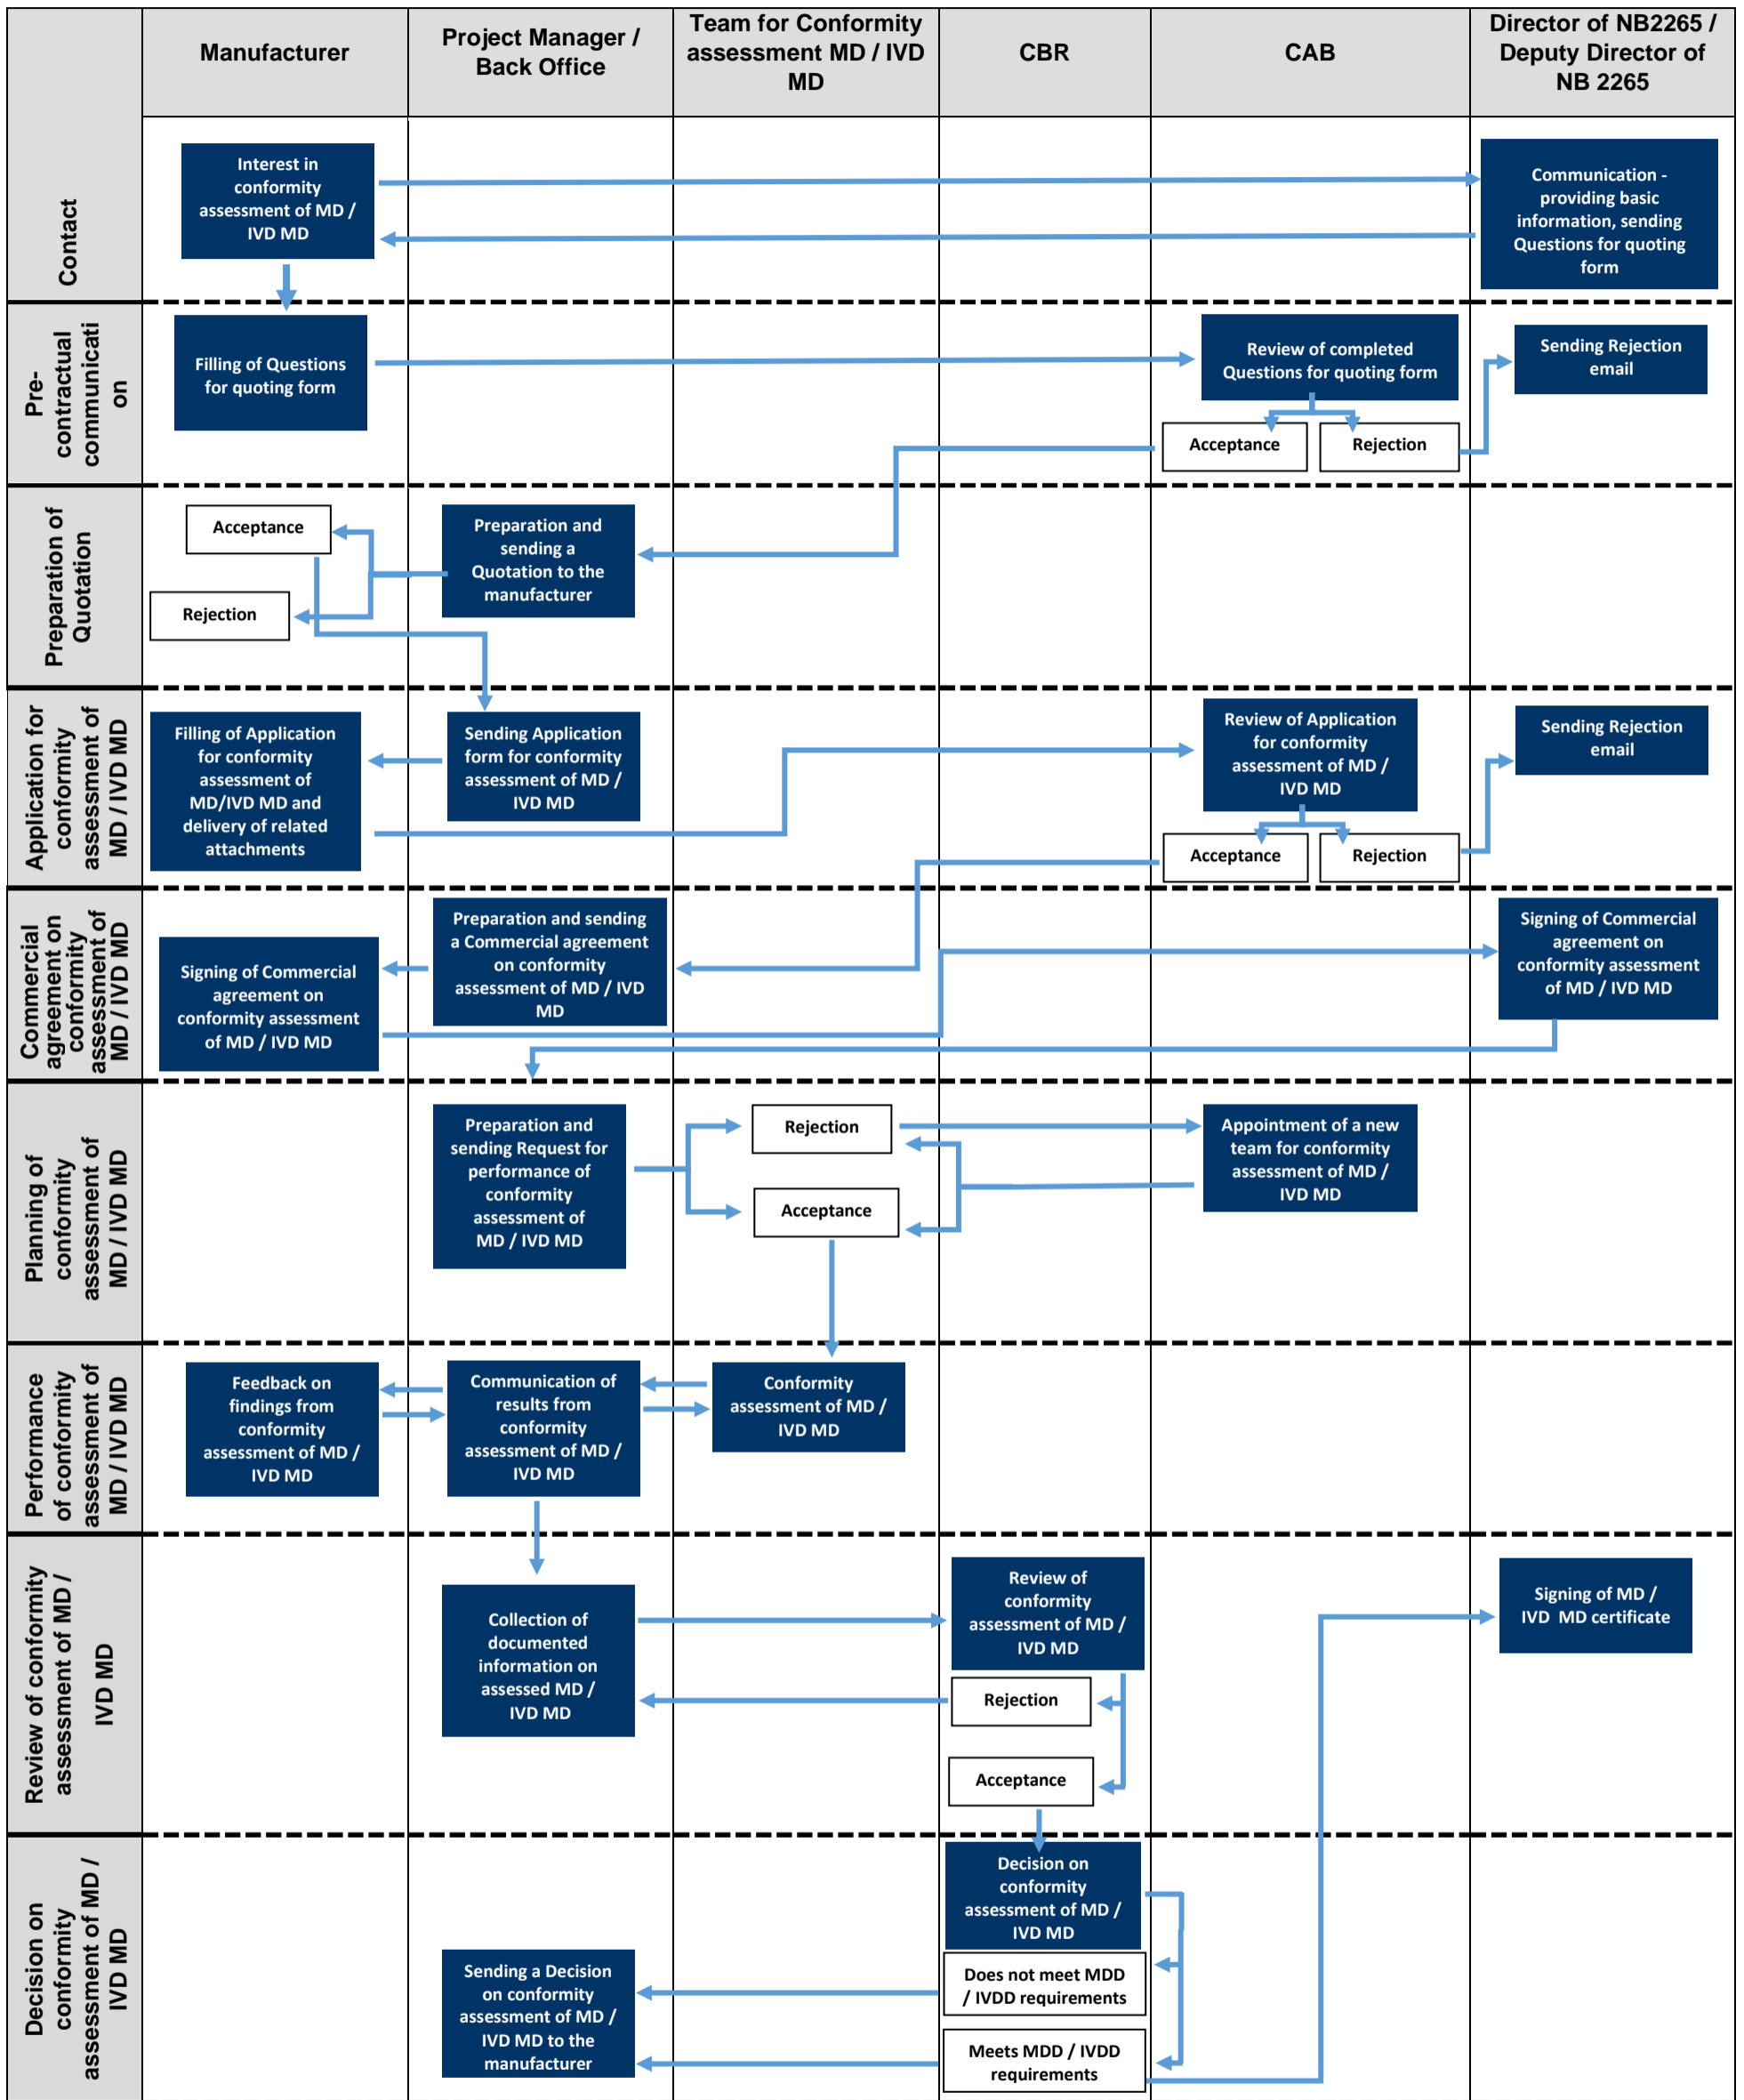 Manufacturer
Project Manager /
Back Office
Team for Conformity
assessment MD / IVD
MD
CBR
CAB
Director of NB2265 /
Deputy Director of
NB 2265
Contact
Interest in
conformity
assessment of MD /
IVD MD
Communication -
providing basic
information, sending
Questions for quoting
form
Pre-
contractual
communicati
on
Filling of Questions
for quoting form
Review of completed
Questions for quoting form
Acceptance
Rejection
Sending Rejection
email
Preparation of
Quotation
Acceptance
Rejection
Preparation and
sending a
Quotation to the
manufacturer
Application for
conformity
assessment of
MD / IVD MD
Filling of Application
for conformity
assessment of
MD/IVD MD and
delivery of related
attachments
Sending Application
form for conformity
assessment of MD /
IVD MD
Review of Application
for conformity
assessment of MD /
IVD MD
Acceptance
Rejection
Sending Rejection
email
Commercial
agreement on
conformity
assessment of
MD / IVD MD
Signing of Commercial
agreement on
conformity assessment
of MD / IVD MD
Preparation and sending
a Commercial agreement
on conformity
assessment of MD / IVD
MD
Signing of Commercial
agreement on
conformity assessment
of MD / IVD MD
Planning of
conformity
assessment of
MD / IVD MD
Preparation and
sending Request for
performance of
conformity
assessment of
MD / IVD MD
Rejection
Acceptance
Appointment of a new
team for conformity
assessment of MD /
IVD MD
Performance
of conformity
assessment of
MD / IVD MD
Feedback on
findings from
conformity
assessment of MD /
IVD MD
Communication of
results from
conformity
assessment of MD /
IVD MD
Conformity
assessment of MD /
IVD MD
Review of conformity
assessment of MD /
IVD MD
Collection of
documented
information on
assessed MD /
IVD MD
Review of
conformity
assessment of MD /
IVD MD
Rejection
Acceptance
Signing of MD /
IVD MD certificate
Decision on
conformity
assessment of MD /
IVD MD
Sending a Decision
on conformity
assessment of MD /
IVD MD to the
manufacturer
Decision on
conformity
assessment of MD /
IVD MD
Does not meet MDD
/ IVDD requirements
Meets MDD / IVDD
requirements